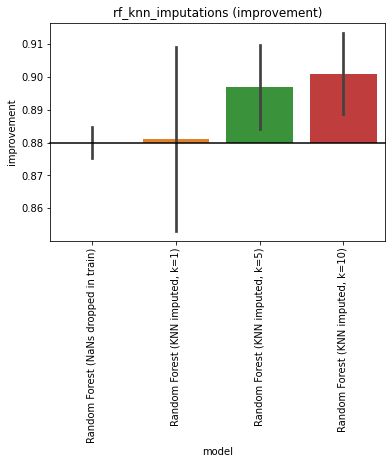 rf_knn_imputations (improvement)
improvement
0.91
0.90
0.89
0.88
0.87
0.86
Random Forest (NaNs dropped in train)
Random Forest (KNN imputed, k=1)
Random Forest (KNN imputed, k=5)
Random Forest (KNN imputed, k=10)
model